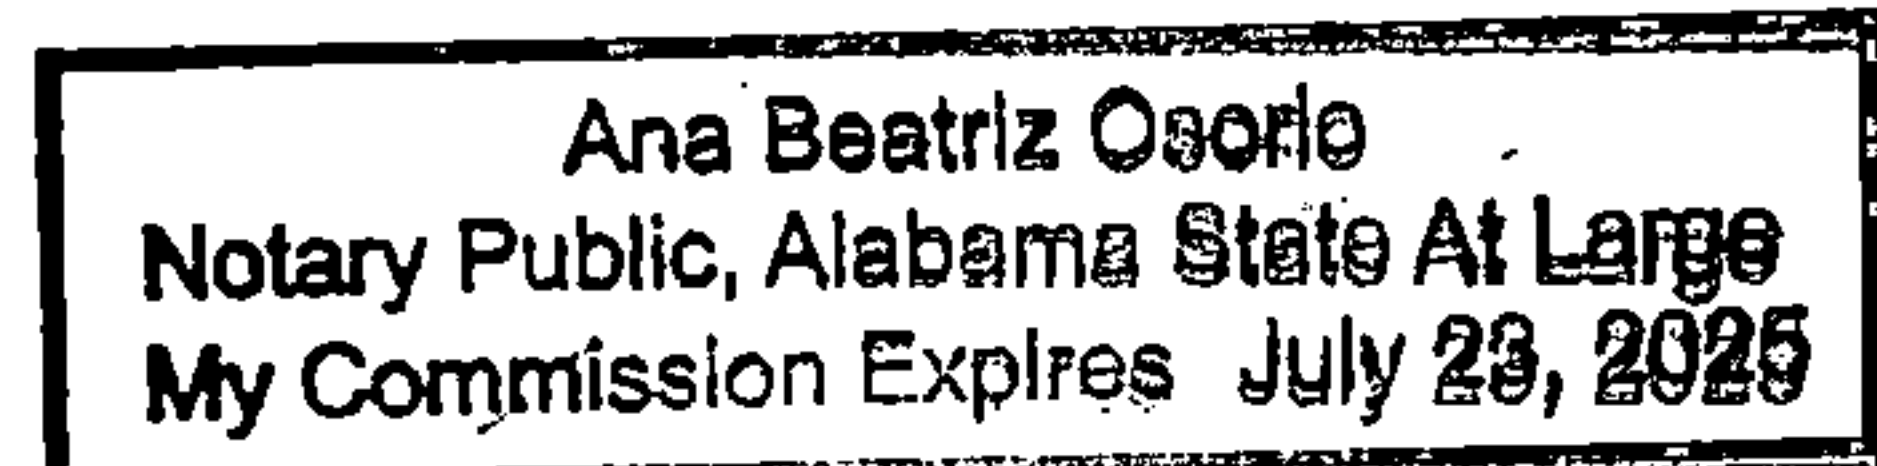 Ana Beatriz Osorio
Notary Public, Alabama State At Large
My Commission Expires July 23, 2025